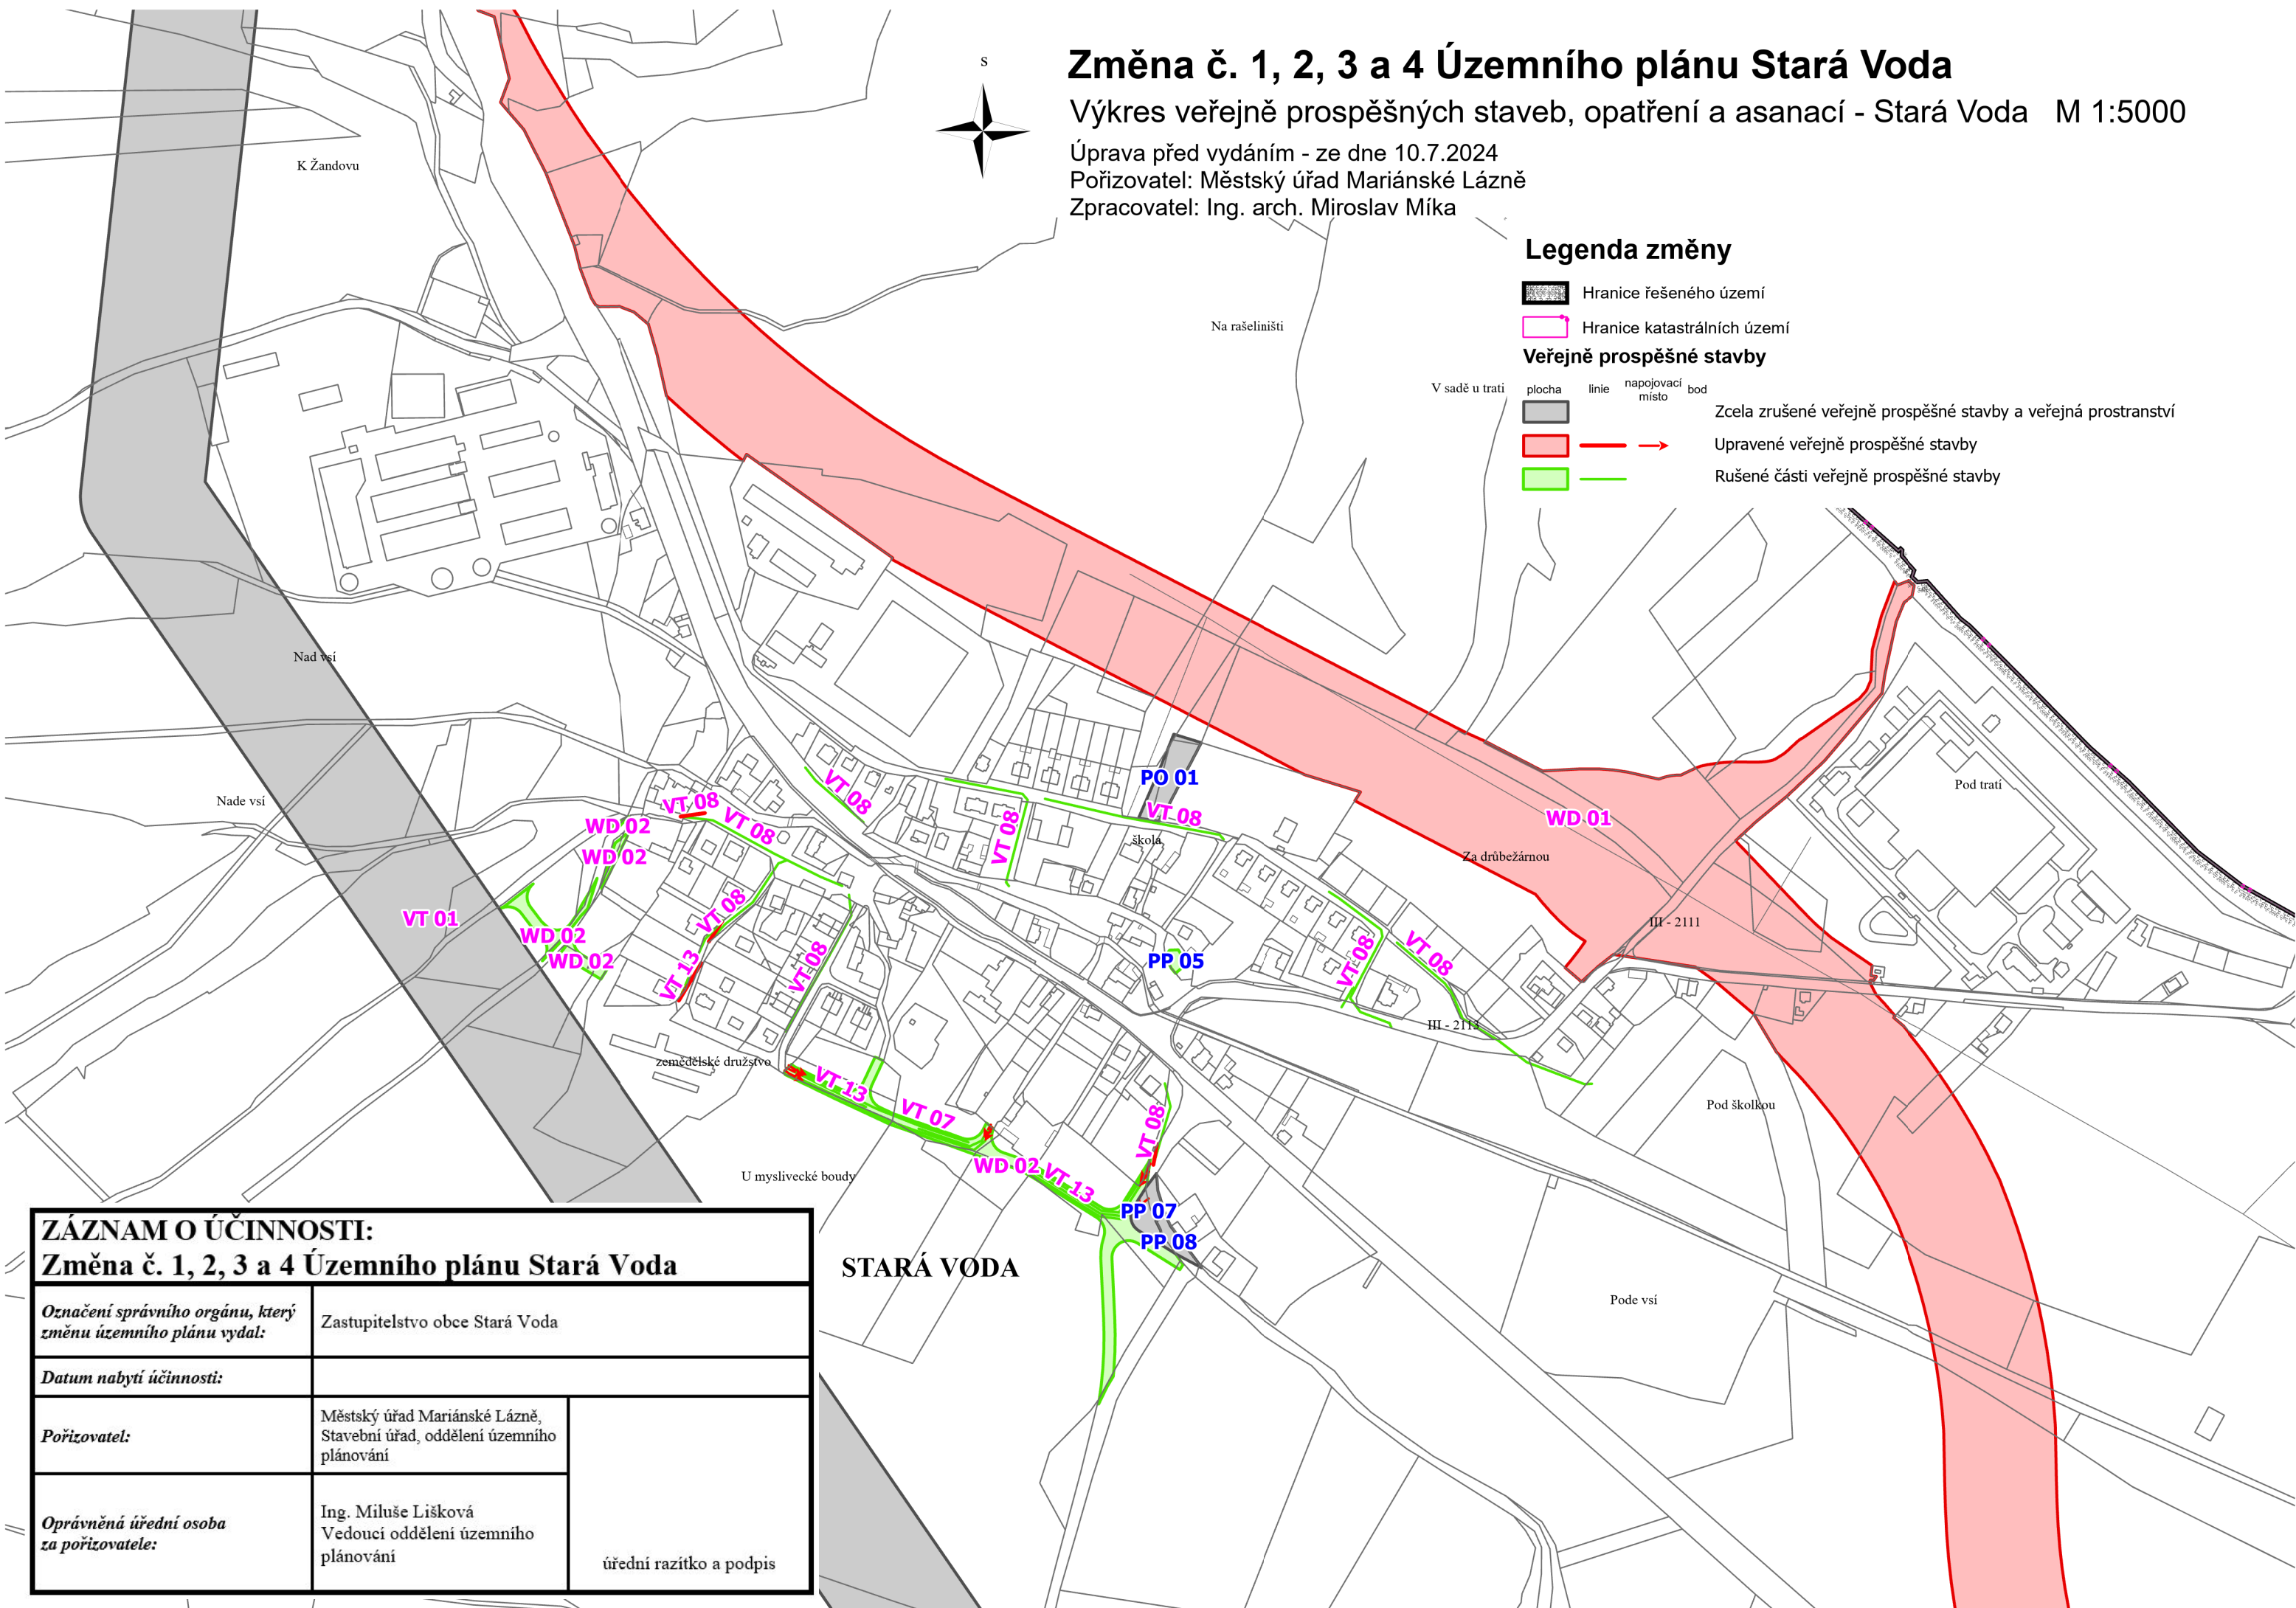 Změna č. 1, 2, 3 a 4 Územního plánu Stará Voda
Výkres veřejně prospěšných staveb, opatření a asanací - Stará Voda M 1:5000
Úprava před vydáním - ze dne 10.7.2024
Pořizovatel: Městský úřad Mariánské Lázně
Zpracovatel: Ing. arch. Miroslav Míka
S
Legenda změny
Hranice řešeného území
Hranice katastrálních území
Veřejně prospěšné stavby
plocha linie napojovací místo bod
Zcela zrušené veřejně prospěšné stavby a veřejná prostranství
Upravené veřejně prospěšné stavby
Rušené části veřejně prospěšné stavby
K Žandovu
Na rašeliništi
V sadě u trati
Nad vsí
Nade vsí
PO 01
VT 08
VT 08
VT 08
VT 08
VT 08
WD 01
Pod tratí
WD 02
WD 02
škola
Za drůbežárnou
VT 01
VT 08
WD 02
WD 02
VT 13
VT 08
PP 05
VT 08
VT 08
III - 2111
III - 2113
zemědělské družstvo
VT 13
VT 07
VT 08
Pod školkou
WD 02
VT 13
U myslivecké boudy
PP 07
PP 08
STARÁ VODA
Pode vsí
ZÁZNAM O ÚČINNOSTI:
Změna č. 1, 2, 3 a 4 Územního plánu Stará Voda
Označení správního orgánu, který
změnu územního plánu vydal:
Zastupitelstvo obce Stará Voda
Datum nabytí účinnosti:
Pořizovatel:
Městský úřad Mariánské Lázně,
Stavební úřad, oddělení územního
plánování
Oprávněná úřední osoba
za pořizovatele:
Ing. Miluše Lišková
Vedoucí oddělení územního
plánování
úřední razítko a podpis